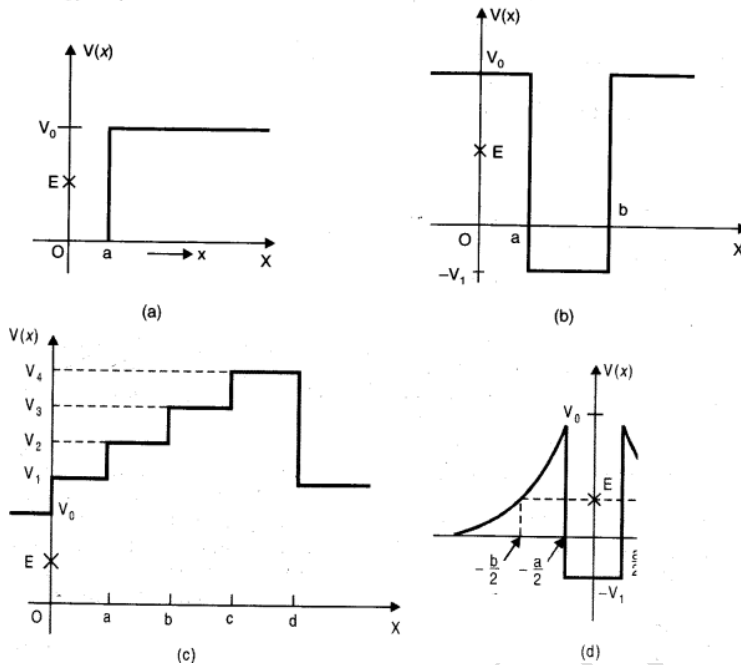 V(x)
V₀
E
O
a
x
X
(a)
V(x)
V₀
E
O
a
b
X
−V₁
(b)
V(x)
V₄
V₃
V₂
V₁
V₀
E
O
a
b
c
d
X
(c)
V(x)
V₀
E
−b/2
−a/2
−V₁
(d)